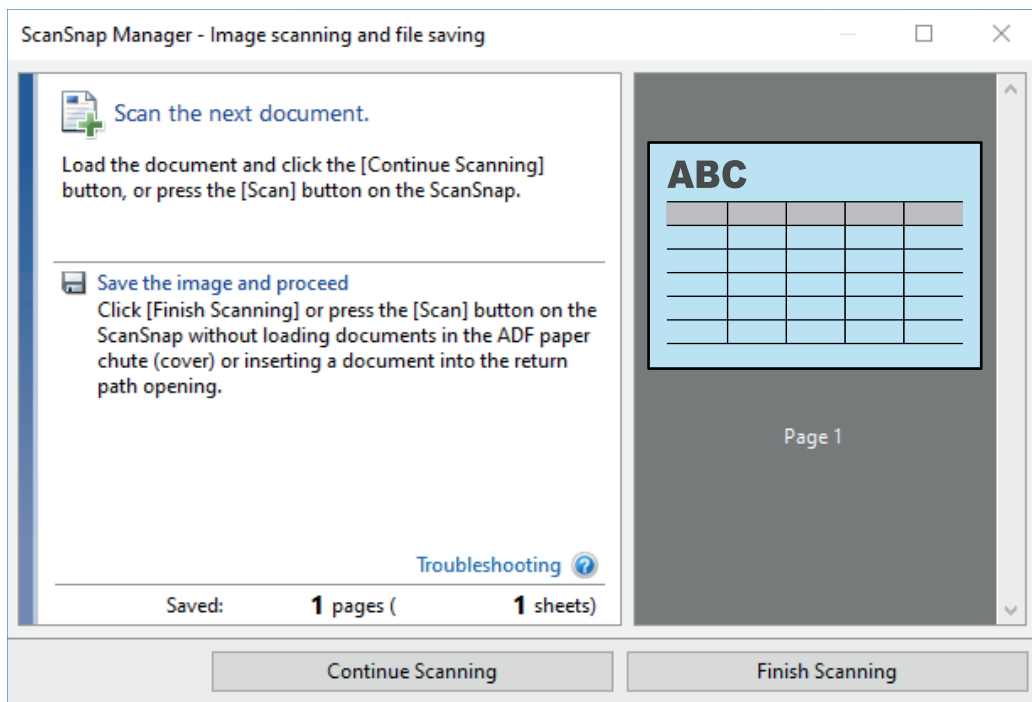 ScanSnap Manager - Image scanning and file saving
Scan the next document.
Load the document and click the [Continue Scanning]
button, or press the [Scan] button on the ScanSnap.
Save the image and proceed
Click [Finish Scanning] or press the [Scan] button on the
ScanSnap without loading documents in the ADF paper
chute (cover) or inserting a document into the return
path opening.
Troubleshooting
Saved: 1 pages ( 1 sheets)
ABC
Page 1
Continue Scanning
Finish Scanning